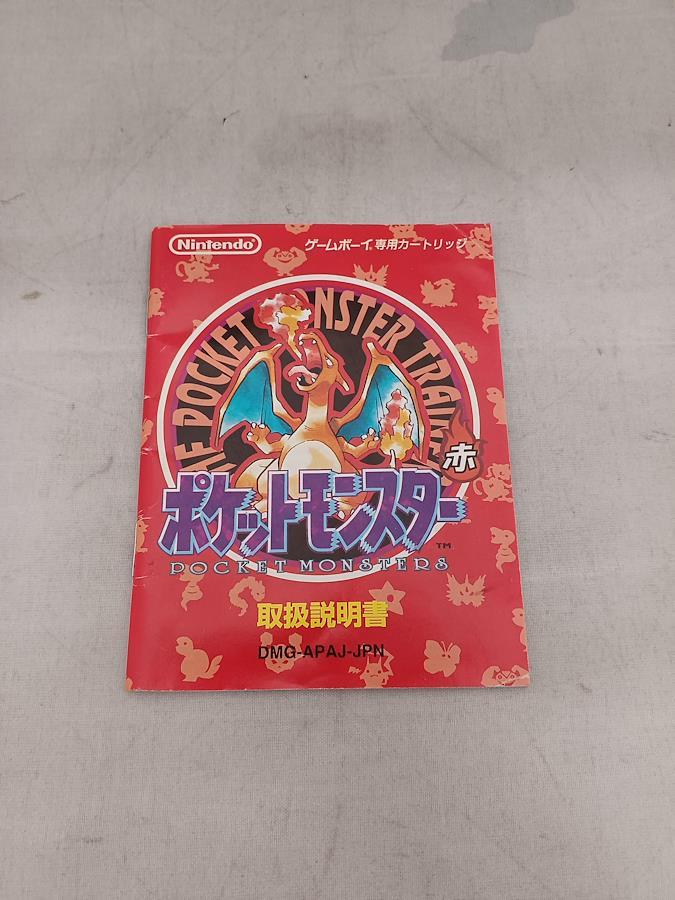 Nintendo
ゲームボーイ専用カートリッジ
POCKET MONSTER
赤
ポケットモンスター
TM
POCKET MONSTERS
取扱説明書
DMG-APAJ-JPN